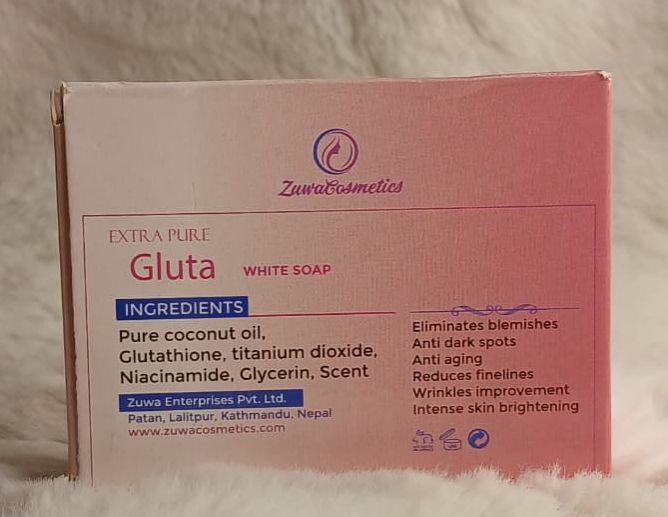 ZuwaCosmetics
EXTRA PURE
Gluta WHITE SOAP
INGREDIENTS
Pure coconut oil,
Glutathione, titanium dioxide,
Niacinamide, Glycerin, Scent
Zuwa Enterprises Pvt. Ltd.
Patan, Lalitpur, Kathmandu, Nepal
www.zuwacosmetics.com
Eliminates blemishes
Anti dark spots
Anti aging
Reduces finelines
Wrinkles improvement
Intense skin brightening